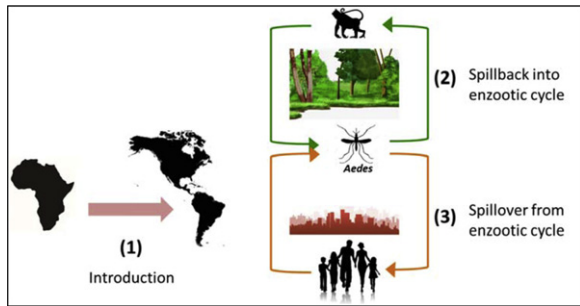 (1)
Introduction
Aedes
(2) Spillback into
enzootic cycle
(3) Spillover from
enzootic cycle